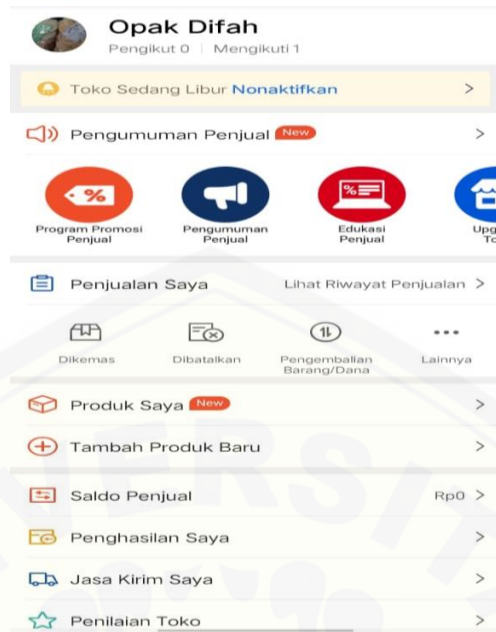 Opak Difah
Pengikut 0 | Mengikuti 1
Toko Sedang Libur Nonaktifkan >
Pengumuman Penjual New >
Program Promosi Penjual
Pengumuman Penjual
Edukasi Penjual
Upg
To
Penjualan Saya Lihat Riwayat Penjualan >
Dikemas
Dibatalkan
Pengembalian Barang/Dana
Lainnya
Produk Saya New >
Tambah Produk Baru >
Saldo Penjual Rp0 >
Penghasilan Saya >
Jasa Kirim Saya >
Penilaian Toko >